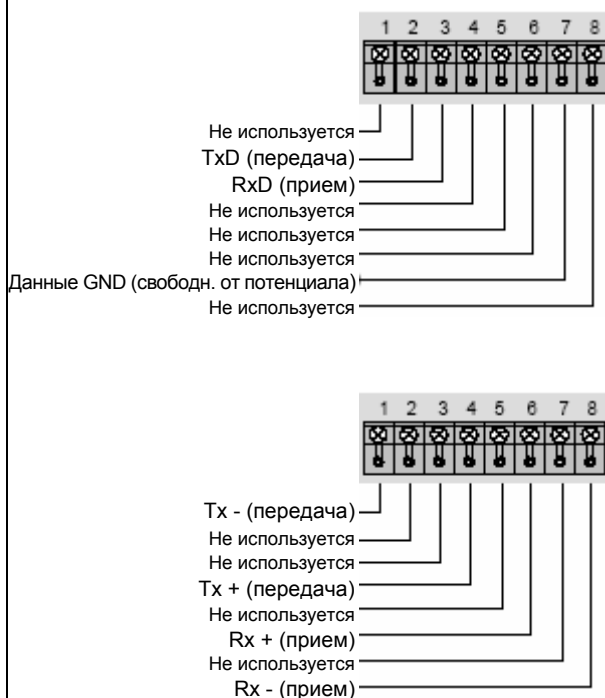 1 2 3 4 5 6 7 8
Не используется
TxD (передача)
RxD (прием)
Не используется
Не используется
Не используется
Данные GND (свободн. от потенциала)
Не используется
1 2 3 4 5 6 7 8
Tx - (передача)
Не используется
Не используется
Tx + (передача)
Не используется
Rx + (прием)
Не используется
Rx - (прием)